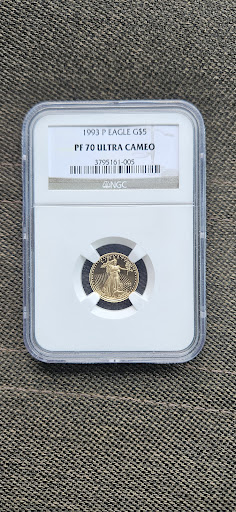 1993 P EAGLE G$5
PF 70 ULTRA CAMEO
3795161-005
NGC